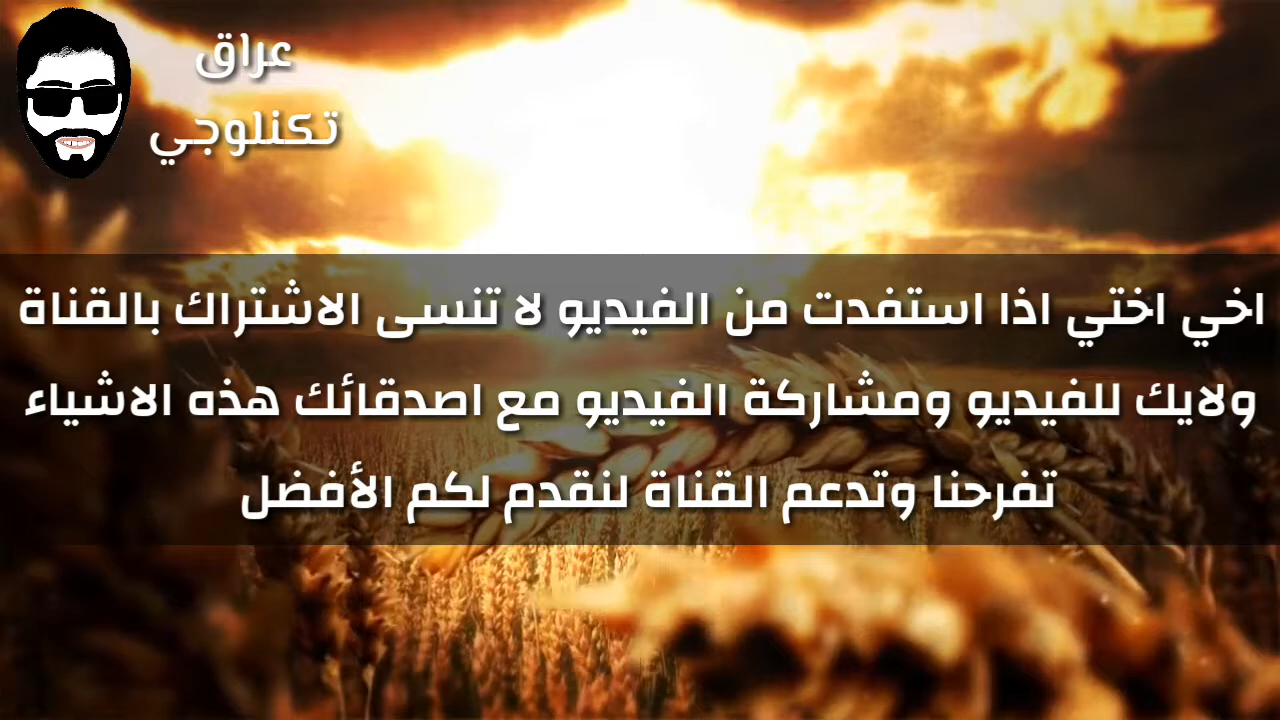 عراق
تكنلوجي
اخي اختي اذا استفدت من الفيديو لا تنسى الاشتراك بالقناة
ولايك للفيديو ومشاركة الفيديو مع اصدقائك هذه الاشياء
تفرحنا وتدعم القناة لنقدم لكم الأفضل